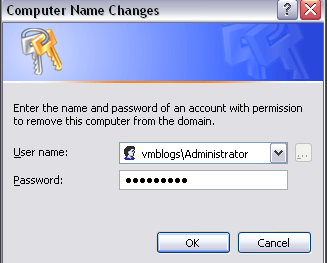 Computer Name Changes
Enter the name and password of an account with permission
to remove this computer from the domain.
User name:
vmblogs\Administrator
...
Password:
●●●●●●●●●
OK
Cancel